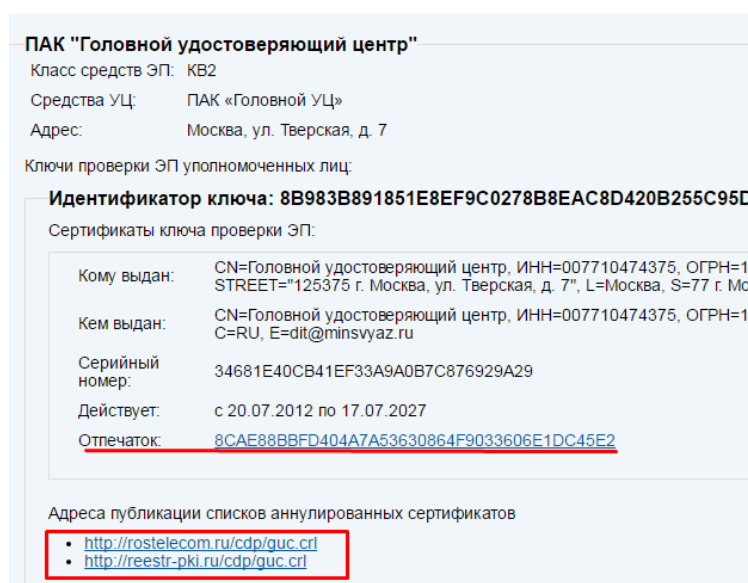 ПАК "Головной удостоверяющий центр"
Класс средств ЭП: КВ2
Средства УЦ: ПАК «Головной УЦ»
Адрес: Москва, ул. Тверская, д. 7
Ключи проверки ЭП уполномоченных лиц:
Идентификатор ключа: 8B983B891851E8EF9C0278B8EAC8D420B255C95D
Сертификаты ключа проверки ЭП:
Кому выдан: CN=Головной удостоверяющий центр, ИНН=007710474375, ОГРН=1
STREET="125375 г. Москва, ул. Тверская, д. 7", L=Москва, S=77 г. Мо
Кем выдан: CN=Головной удостоверяющий центр, ИНН=007710474375, ОГРН=1
C=RU, E=dit@minsvyaz.ru
Серийный номер: 34681E40CB41EF33A9A0B7C876929A29
Действует: с 20.07.2012 по 17.07.2027
Отпечаток: 8CAE88BBFD404A7A53630864F9033606E1DC45E2
Адреса публикации списков аннулированных сертификатов
• http://rostelecom.ru/cdp/guc.crl
• http://reestr-pki.ru/cdp/guc.crl